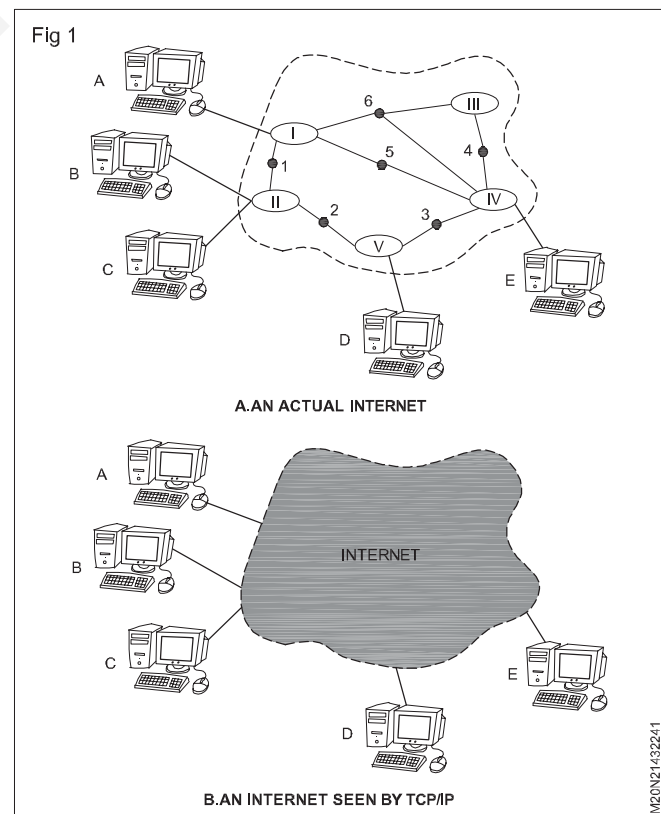 Fig 1
A
B
C
I
II
III
IV
V
1
2
3
4
5
6
D
E
A.AN ACTUAL INTERNET
A
B
C
INTERNET
D
E
B.AN INTERNET SEEN BY TCP/IP
M20N21432241